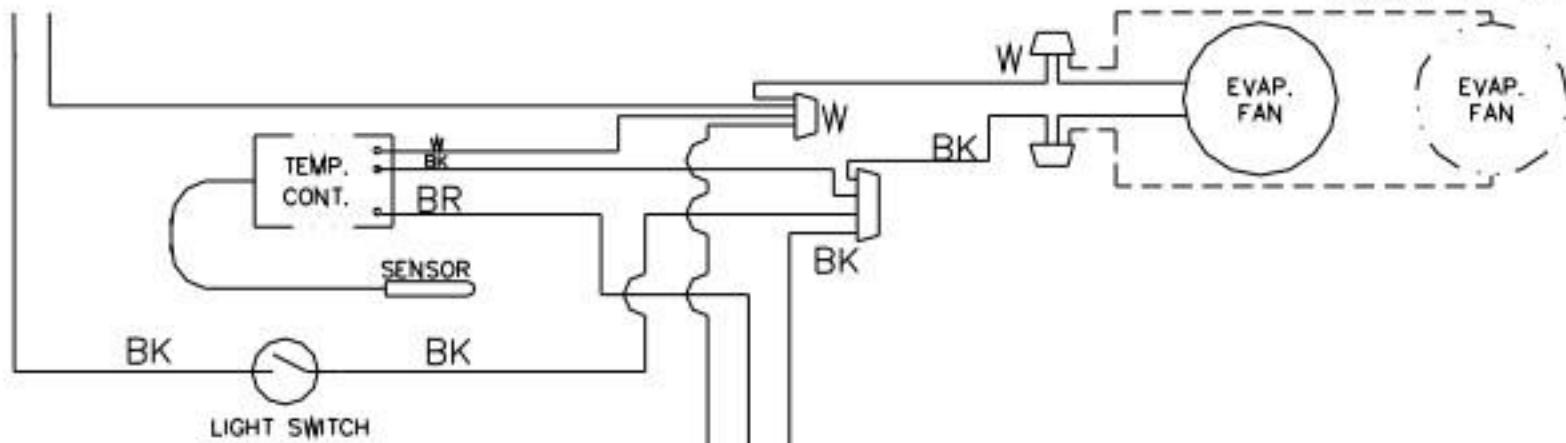 W
EVAP.
FAN
EVAP.
FAN
W
W
BK
BK
TEMP.
CONT.
BR
BK
SENSOR
BK
BK
LIGHT SWITCH